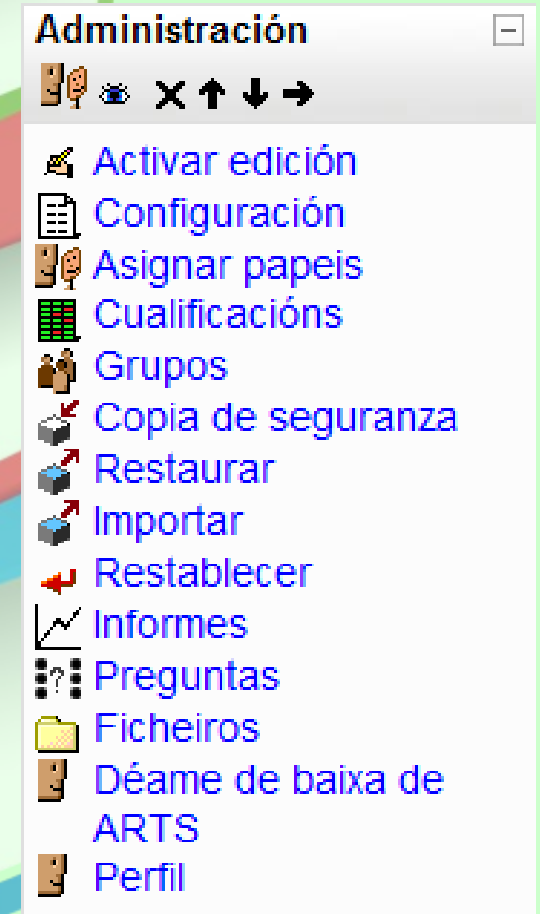 Administración
Activar edición
Configuración
Asignar papeis
Cualificacións
Grupos
Copia de seguranza
Restaurar
Importar
Restablecer
Informes
Preguntas
Ficheiros
Déame de baixa de
ARTS
Perfil